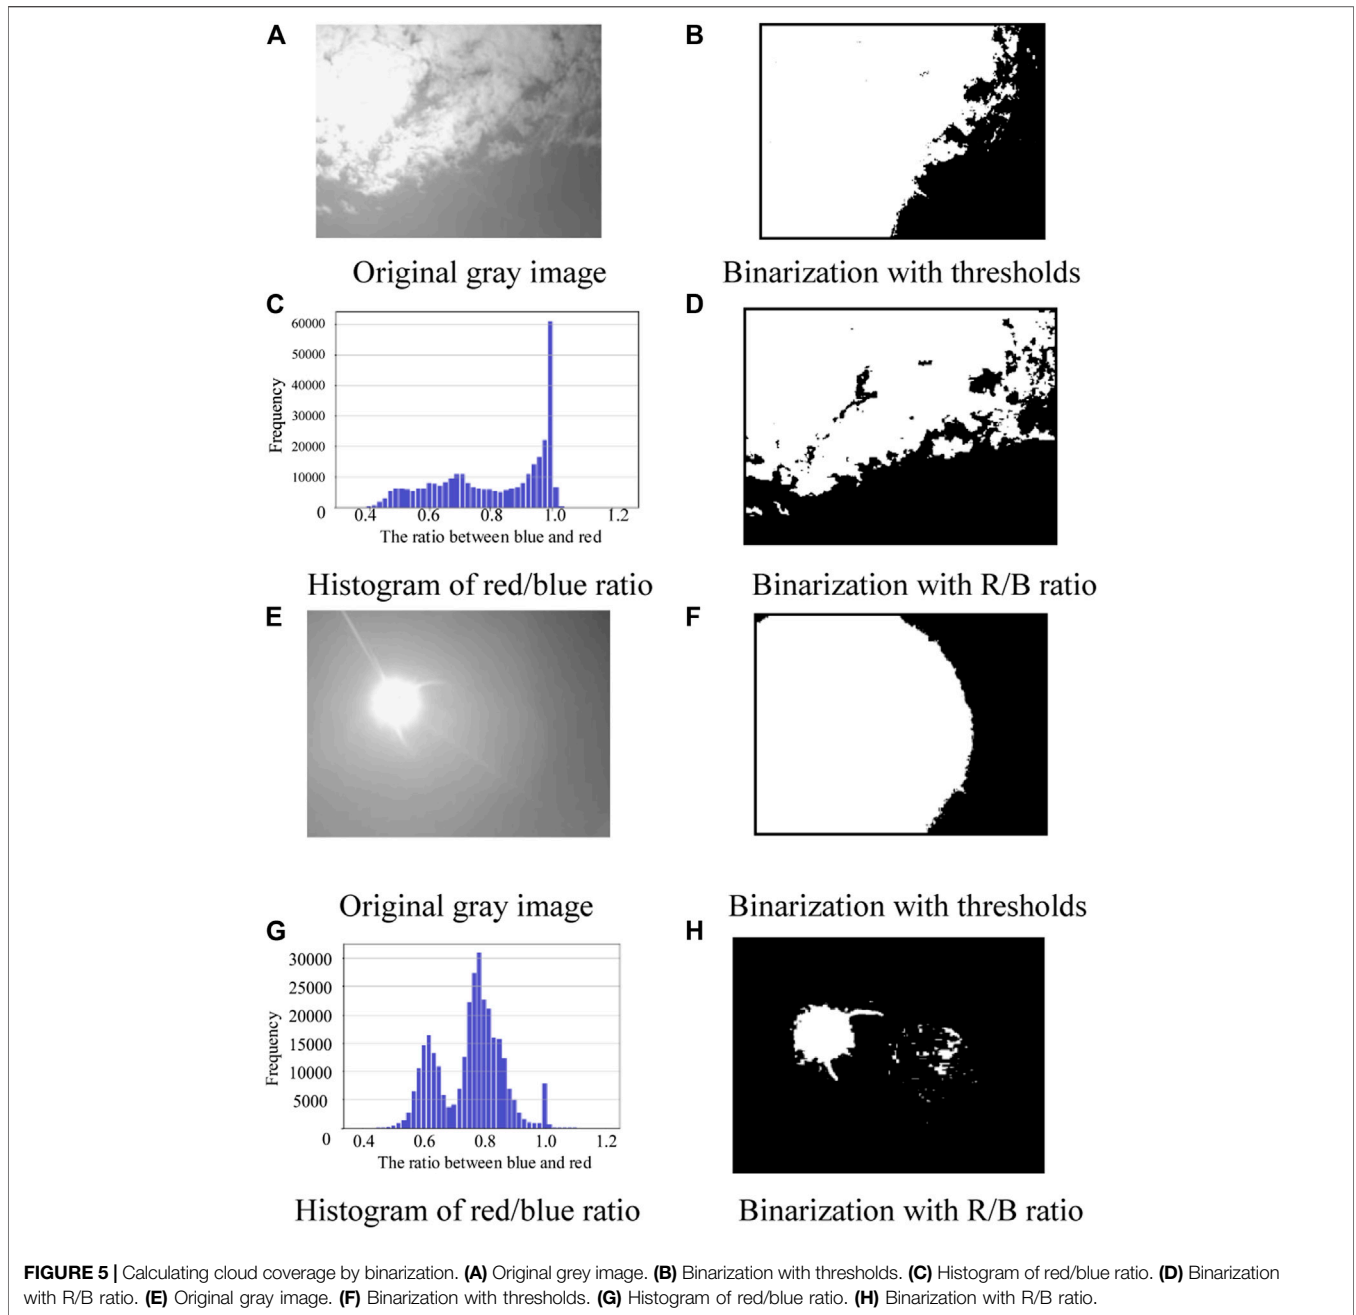 A
B
Original gray image
Binarization with thresholds
C
60000
50000
40000
30000
20000
10000
0
Frequency
0.4 0.6 0.8 1.0 1.2
The ratio between blue and red
Histogram of red/blue ratio
D
Binarization with R/B ratio
E
F
Original gray image
Binarization with thresholds
G
30000
25000
20000
15000
10000
5000
0
Frequency
0.4 0.6 0.8 1.0 1.2
The ratio between blue and red
Histogram of red/blue ratio
H
Binarization with R/B ratio
FIGURE 5 | Calculating cloud coverage by binarization. (A) Original grey image. (B) Binarization with thresholds. (C) Histogram of red/blue ratio. (D) Binarization
with R/B ratio. (E) Original gray image. (F) Binarization with thresholds. (G) Histogram of red/blue ratio. (H) Binarization with R/B ratio.